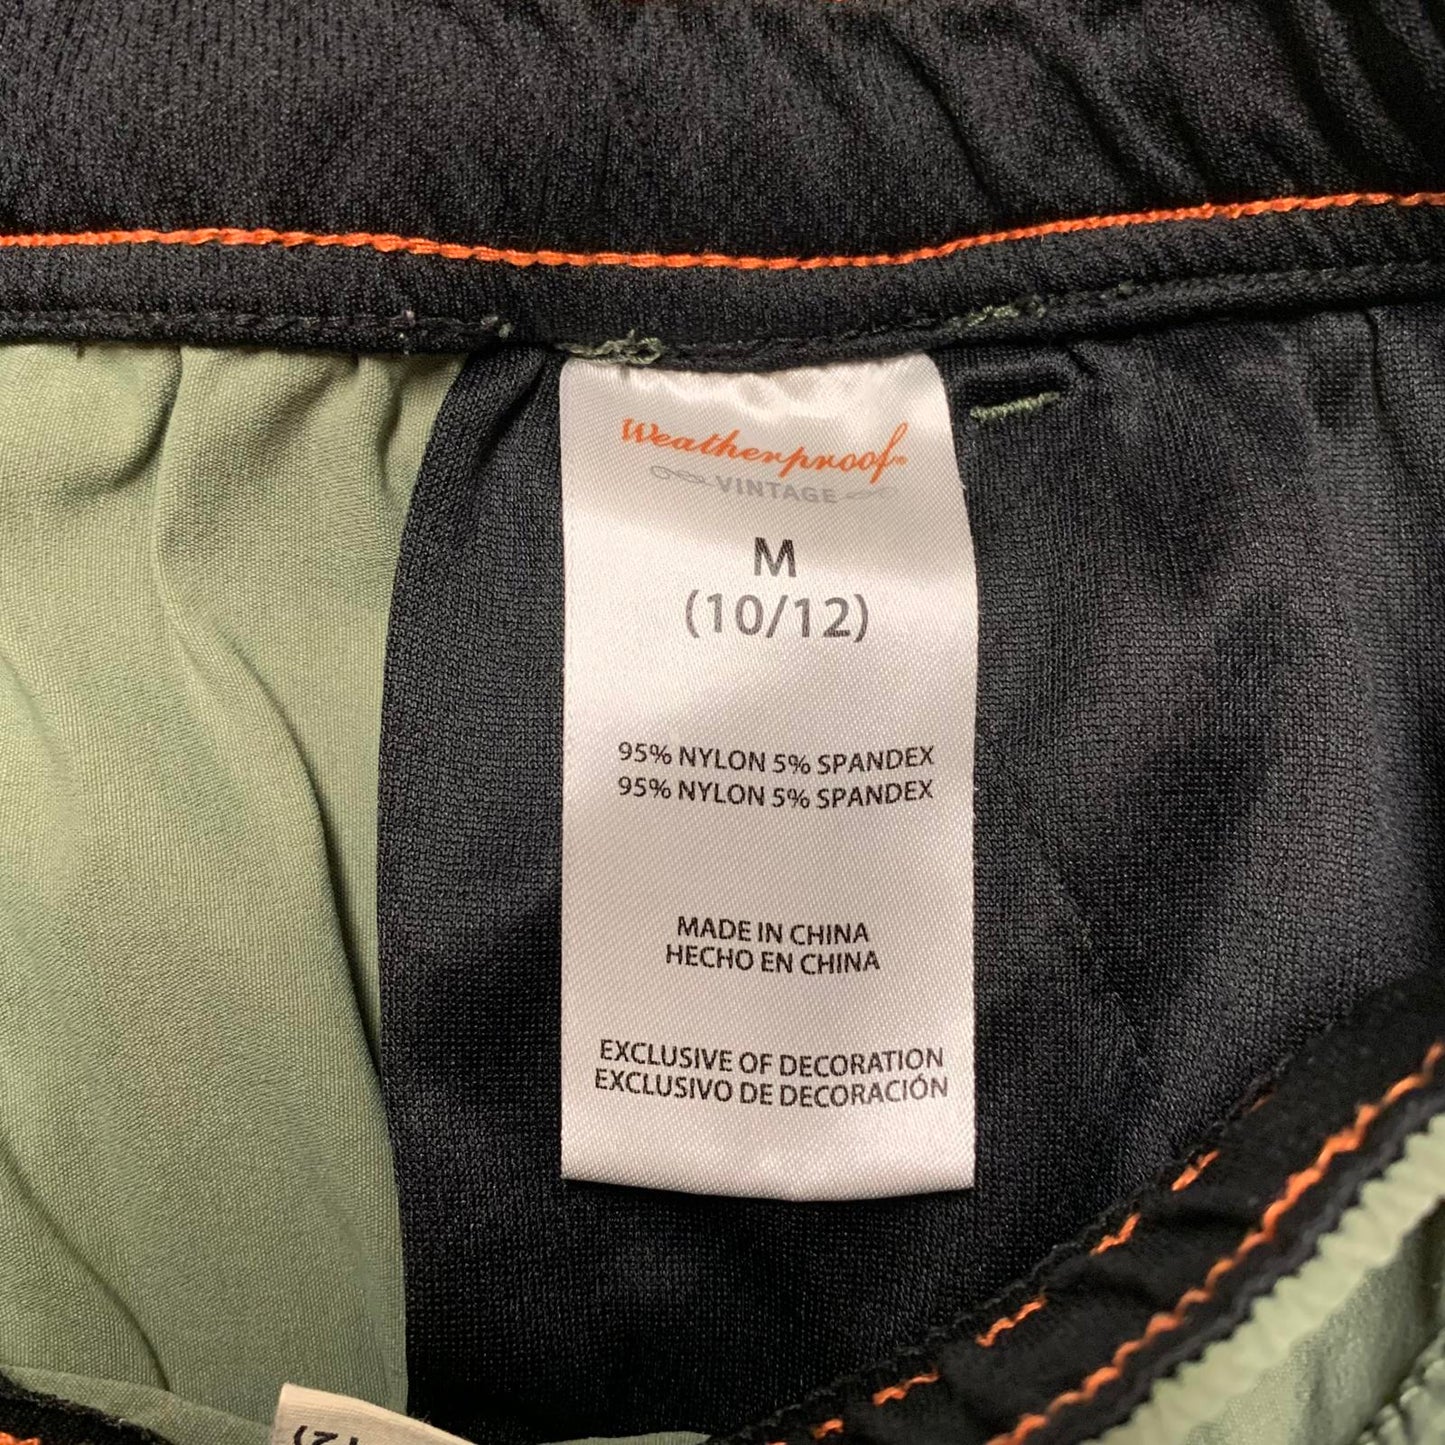 Weatherproof®
VINTAGE
M
(10/12)
95% NYLON 5% SPANDEX
95% NYLON 5% SPANDEX
MADE IN CHINA
HECHO EN CHINA
EXCLUSIVE OF DECORATION
EXCLUSIVO DE DECORACIÓN